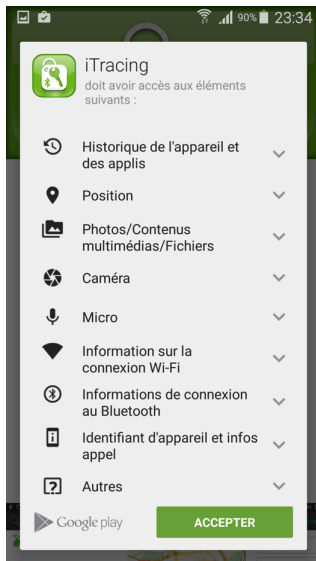 90% 23:34
iTracing
doit avoir accès aux éléments
suivants :
Historique de l'appareil et
des applis
Position
Photos/Contenus
multimédias/Fichiers
Caméra
Micro
Information sur la
connexion Wi-Fi
Informations de connexion
au Bluetooth
Identifiant d'appareil et infos
appel
Autres
Google play
ACCEPTER